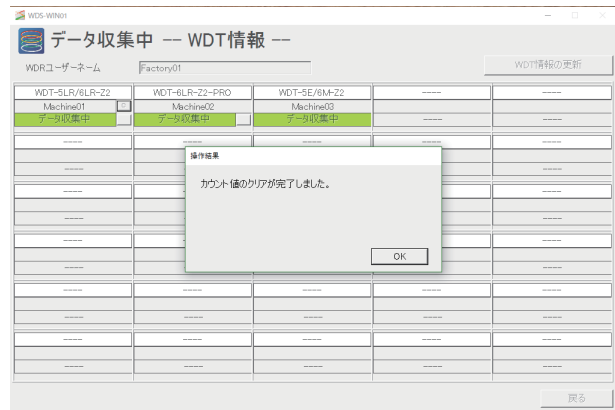 WDS-WIN01
データ収集中 -- WDT情報 --
WDRユーザーネーム Factory01 WDT情報の更新
WDT-5LR/6LR-Z2 WDT-6LR-Z2-PRO WDT-5E/6M-Z2 ---- ----
Machine01 Machine02 Machine03
データ収集中 データ収集中 データ収集中 ---- ----
---- ---- ---- ----
---- ---- ----
操作結果
カウント値のクリアが完了しました。
OK
---- ---- ----
---- ---- ----
---- ---- ---- ---- ----
---- ---- ---- ---- ----
---- ---- ---- ---- ----
---- ---- ---- ---- ----
戻る